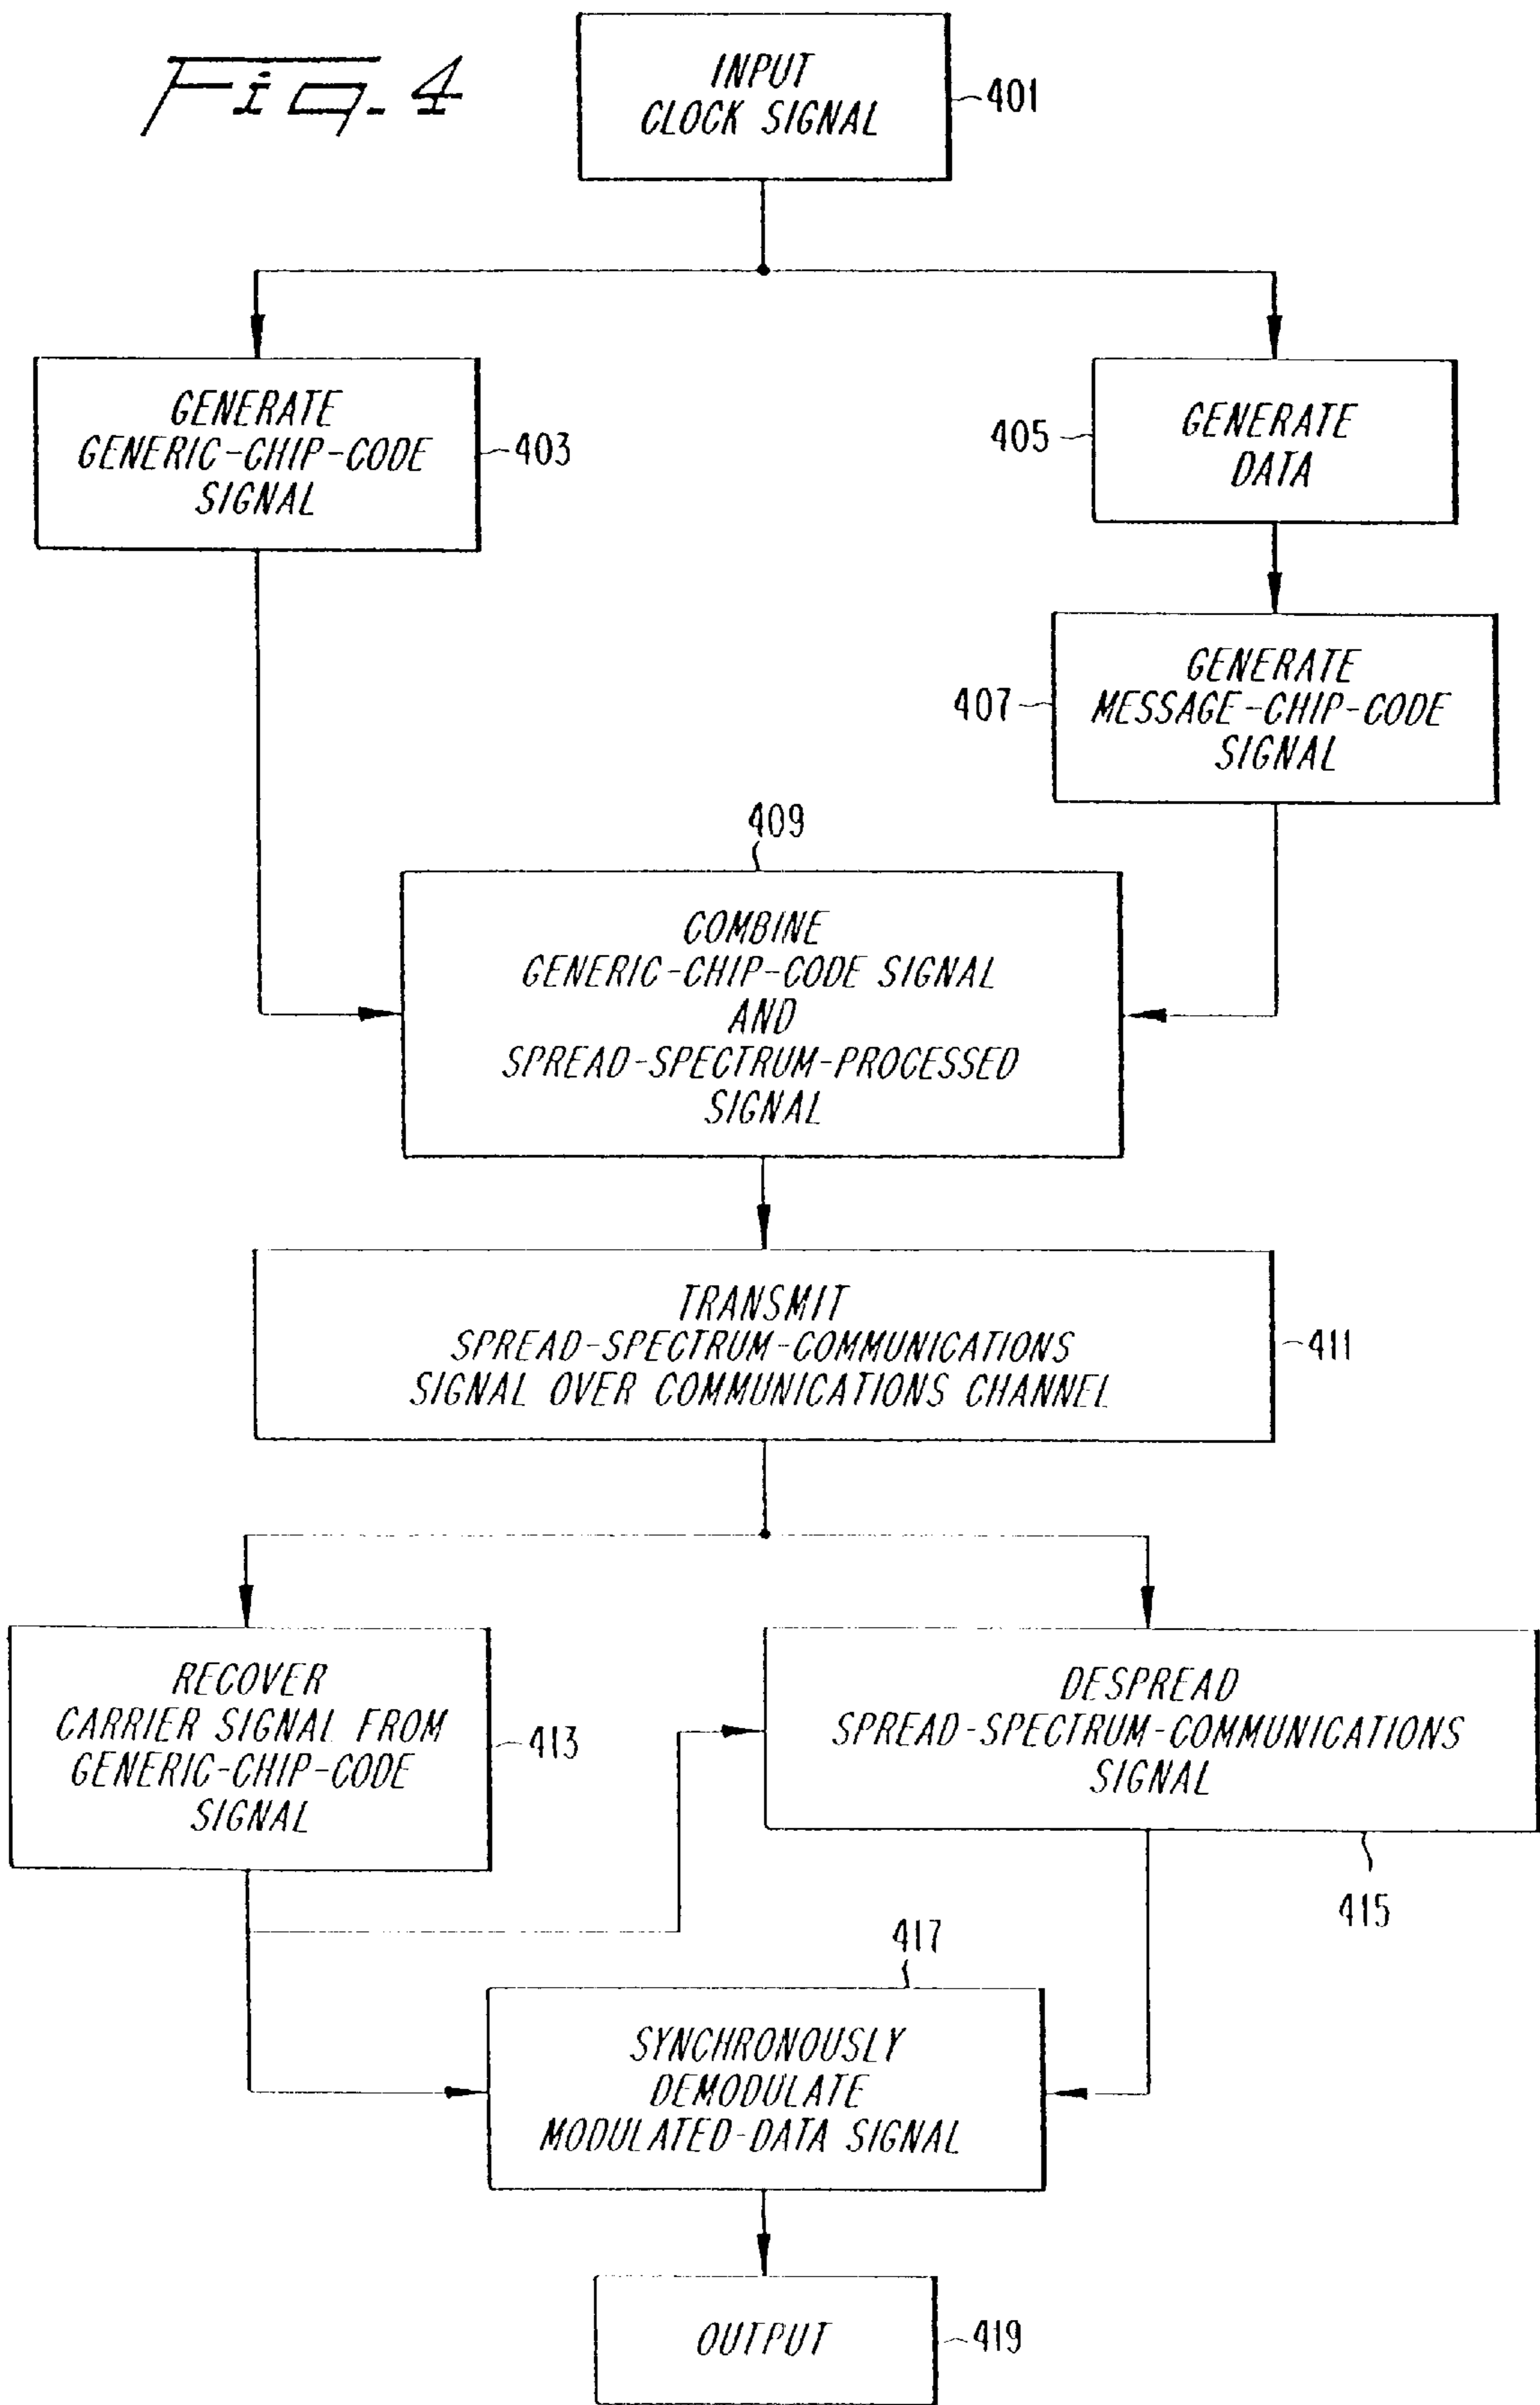 Fig. 4
INPUT
CLOCK SIGNAL
401
GENERATE
GENERIC-CHIP-CODE
SIGNAL
403
405
GENERATE
DATA
407
GENERATE
MESSAGE-CHIP-CODE
SIGNAL
409
COMBINE
GENERIC-CHIP-CODE SIGNAL
AND
SPREAD-SPECTRUM-PROCESSED
SIGNAL
TRANSMIT
SPREAD-SPECTRUM-COMMUNICATIONS
SIGNAL OVER COMMUNICATIONS CHANNEL
411
RECOVER
CARRIER SIGNAL FROM
GENERIC-CHIP-CODE
SIGNAL
413
DESPREAD
SPREAD-SPECTRUM-COMMUNICATIONS
SIGNAL
415
417
SYNCHRONOUSLY
DEMODULATE
MODULATED-DATA SIGNAL
OUTPUT
419